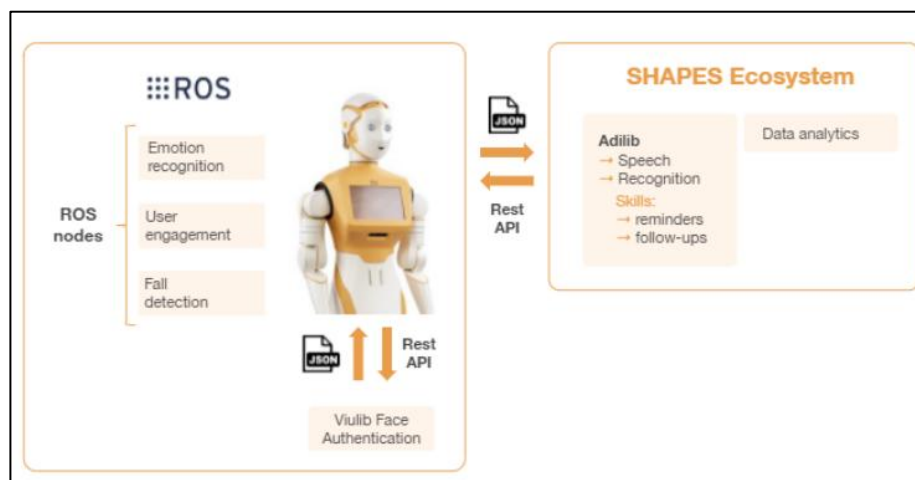 ROS
Emotion
recognition
ROS
nodes
User
engagement
Fall
detection
JSON
Rest
API
Viulib Face
Authentication
JSON
Rest
API
SHAPES Ecosystem
Adilib
→ Speech
→ Recognition
Skills:
→ reminders
→ follow-ups
Data analytics